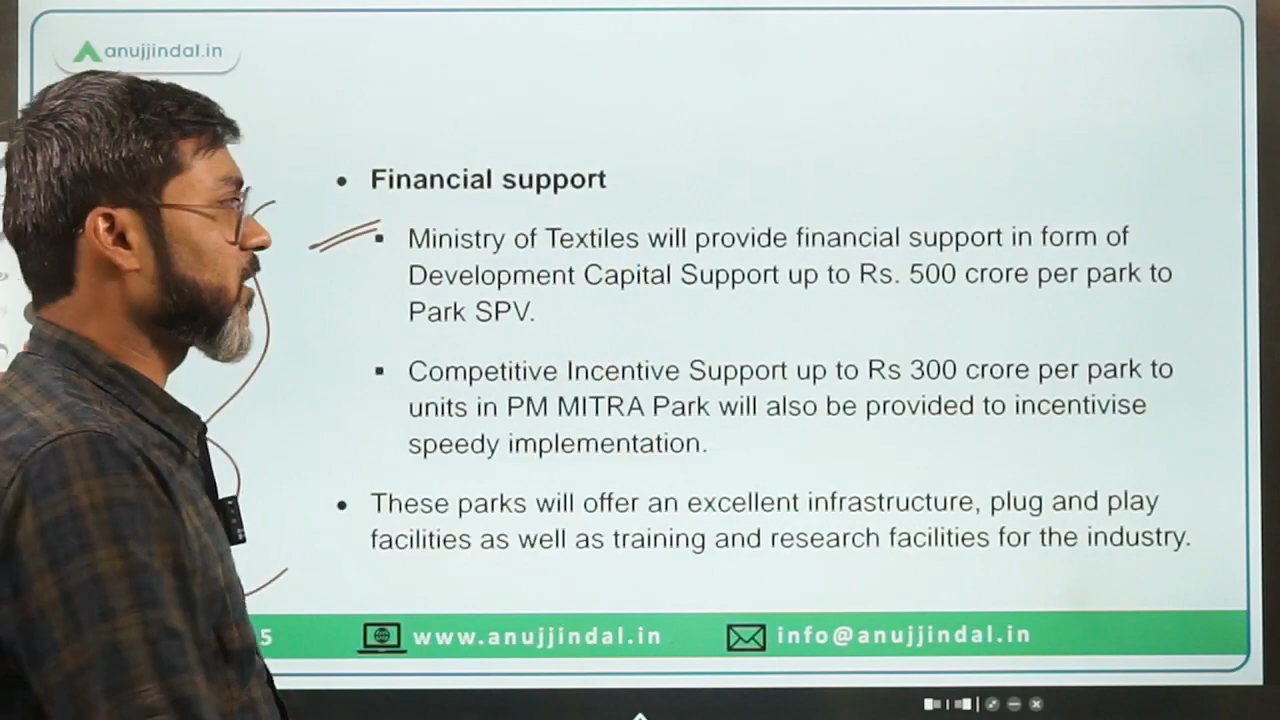 anujjindal.in
Financial support
Ministry of Textiles will provide financial support in form of
Development Capital Support up to Rs. 500 crore per park to
Park SPV.
Competitive Incentive Support up to Rs 300 crore per park to
units in PM MITRA Park will also be provided to incentivise
speedy implementation.
These parks will offer an excellent infrastructure, plug and play
facilities as well as training and research facilities for the industry.
5 www.anujjindal.in info@anujjindal.in